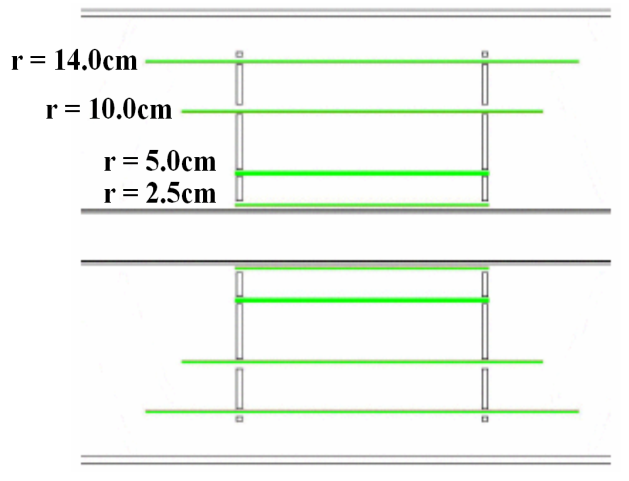 r = 14.0cm
r = 10.0cm
r = 5.0cm
r = 2.5cm